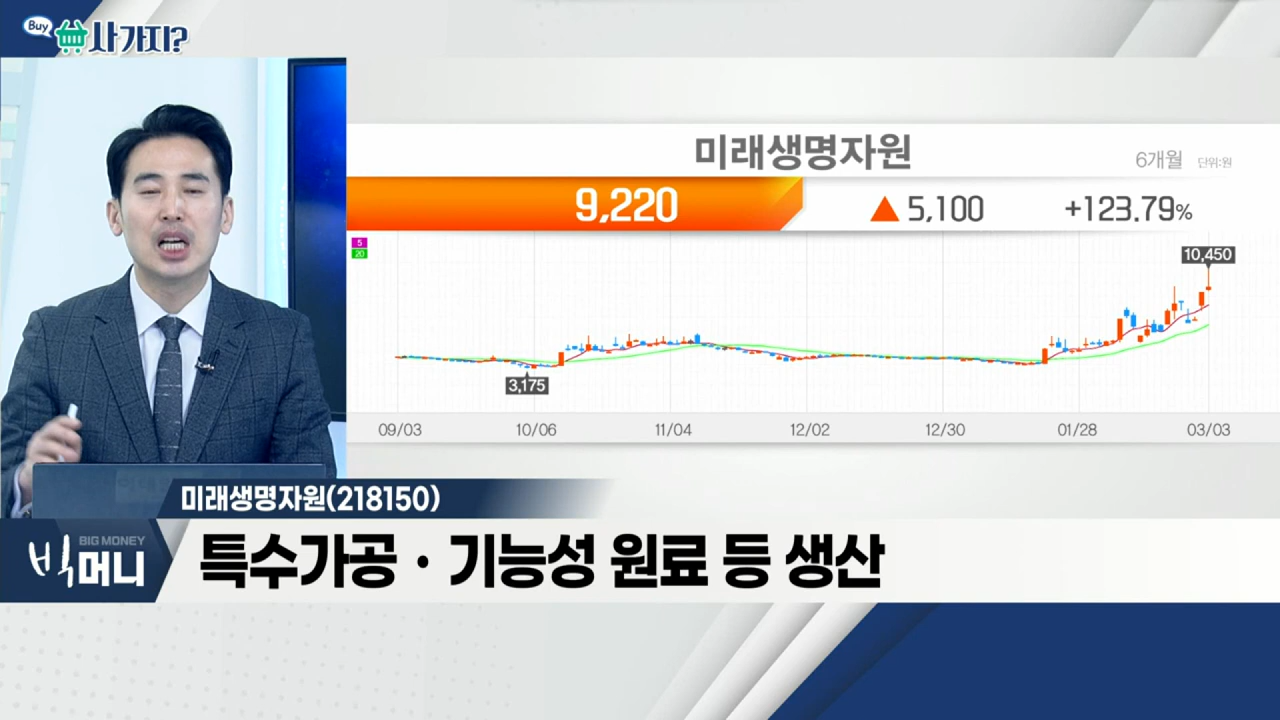 Buy
사가지?
미래생명자원
6개월 단위:원
9,220 ▲ 5,100 +123.79%
5
20
10,450
3,175
09/03 10/06 11/04 12/02 12/30 01/28 03/03
미래생명자원(218150)
BIG MONEY
빅머니
특수가공 · 기능성 원료 등 생산